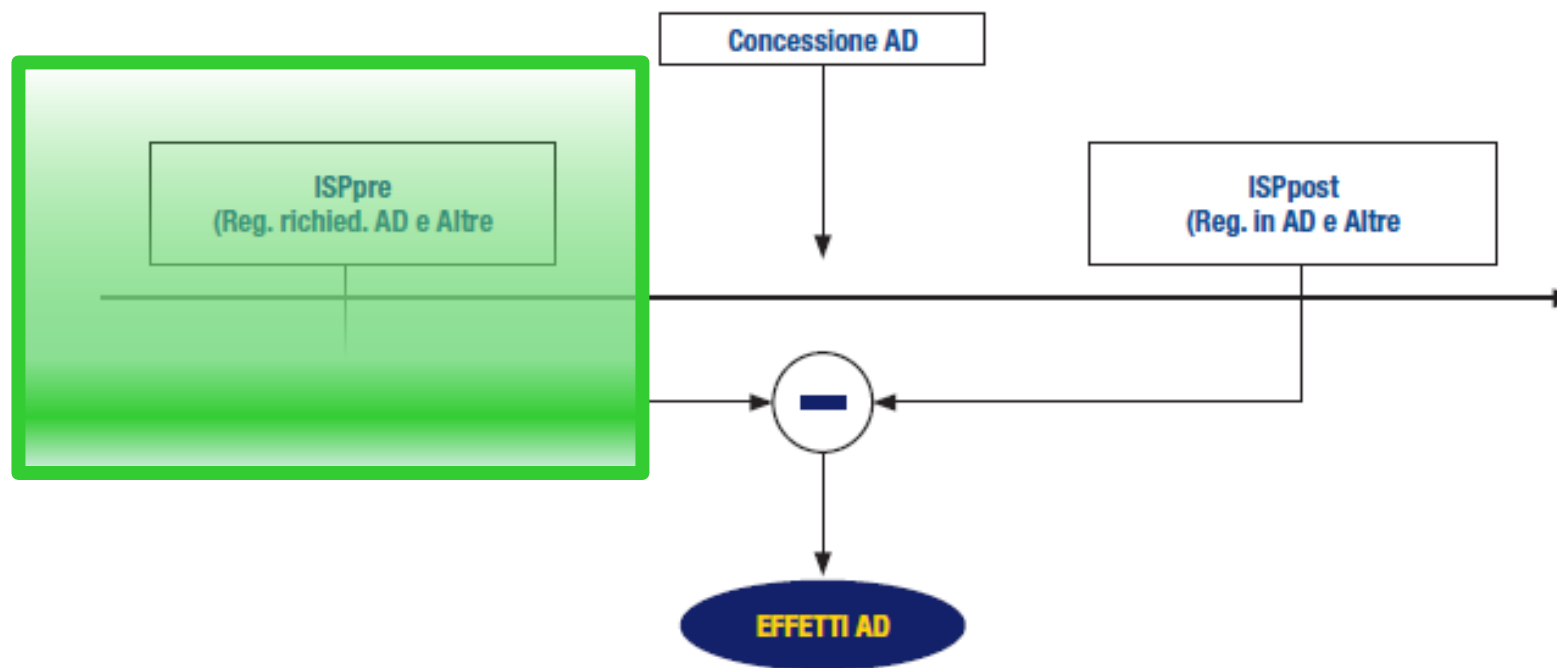 Concessione AD
ISPpre
(Reg. richied. AD e Altre
ISPpost
(Reg. in AD e Altre
EFFETTI AD